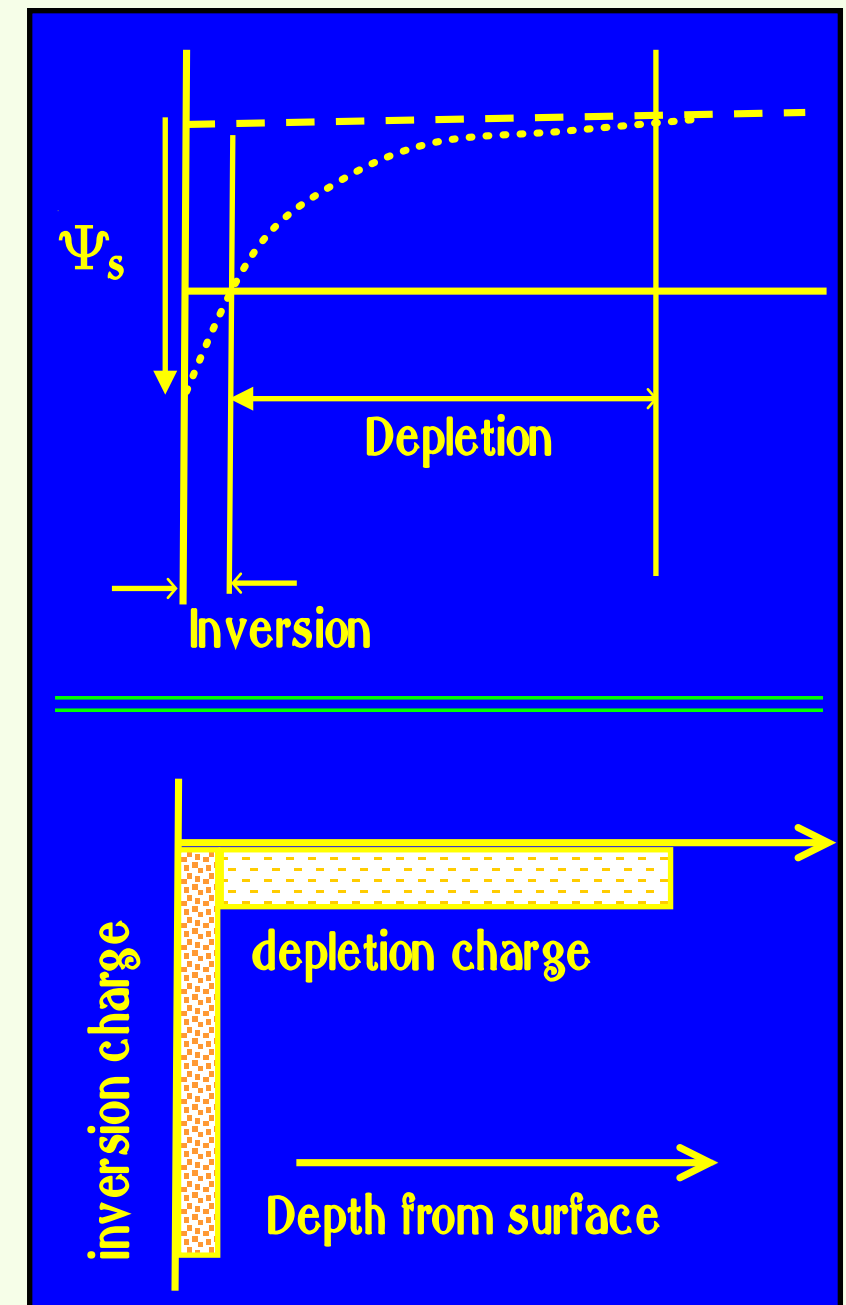 Ψs
Depletion
Inversion
depletion charge
inversion charge
Depth from surface